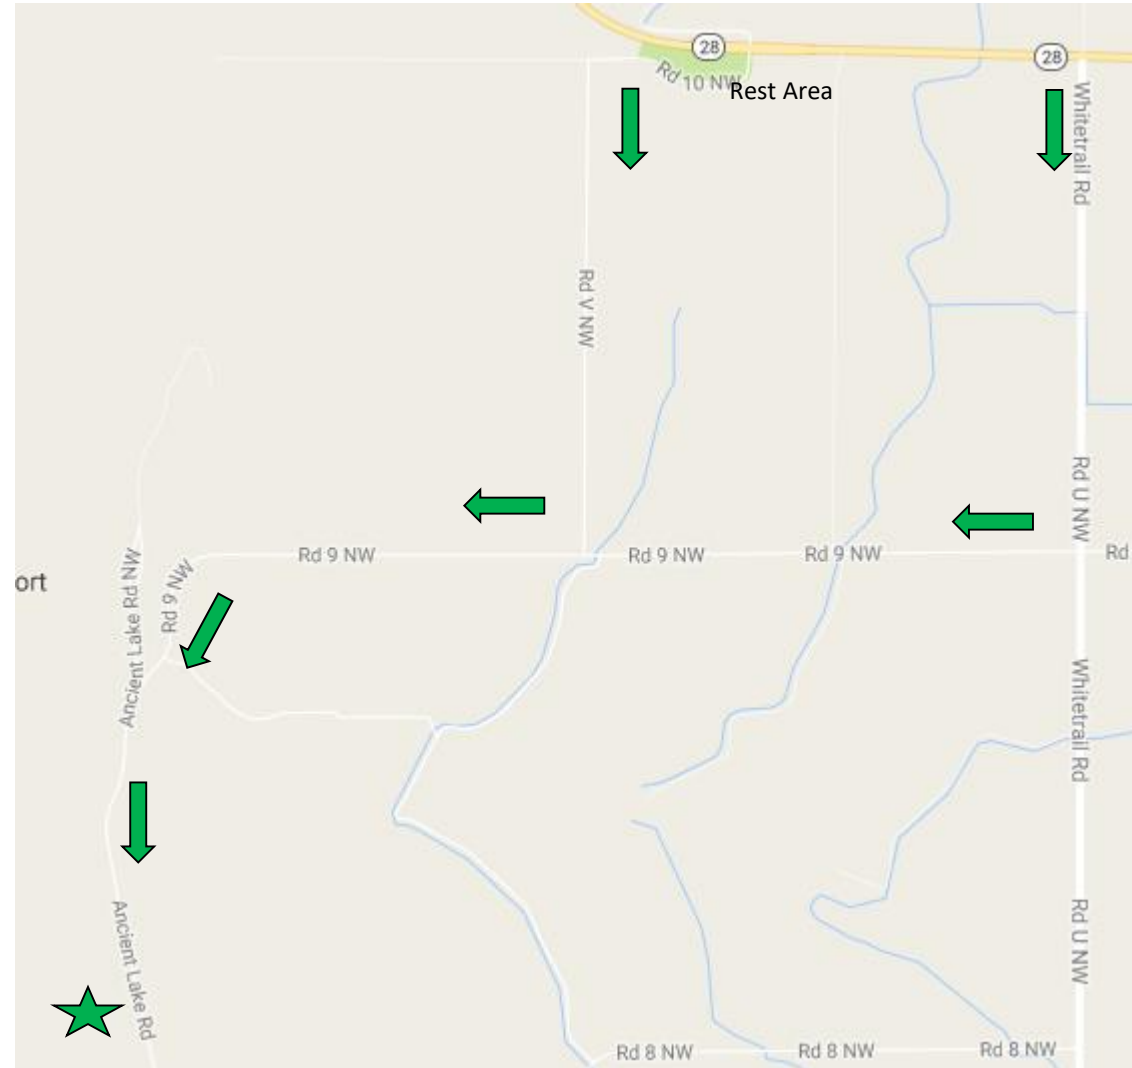 28
28
Rd 10 NW
Rest Area
Whitetrail Rd
Rd V NW
Rd U NW
Rd 9 NW
Rd 9 NW
Rd 9 NW
Rd
ort
Ancient Lake Rd NW
Rd 9 NW
Whitetrail Rd
Ancient Lake Rd
Rd U NW
Rd 8 NW
Rd 8 NW
Rd 8 NW